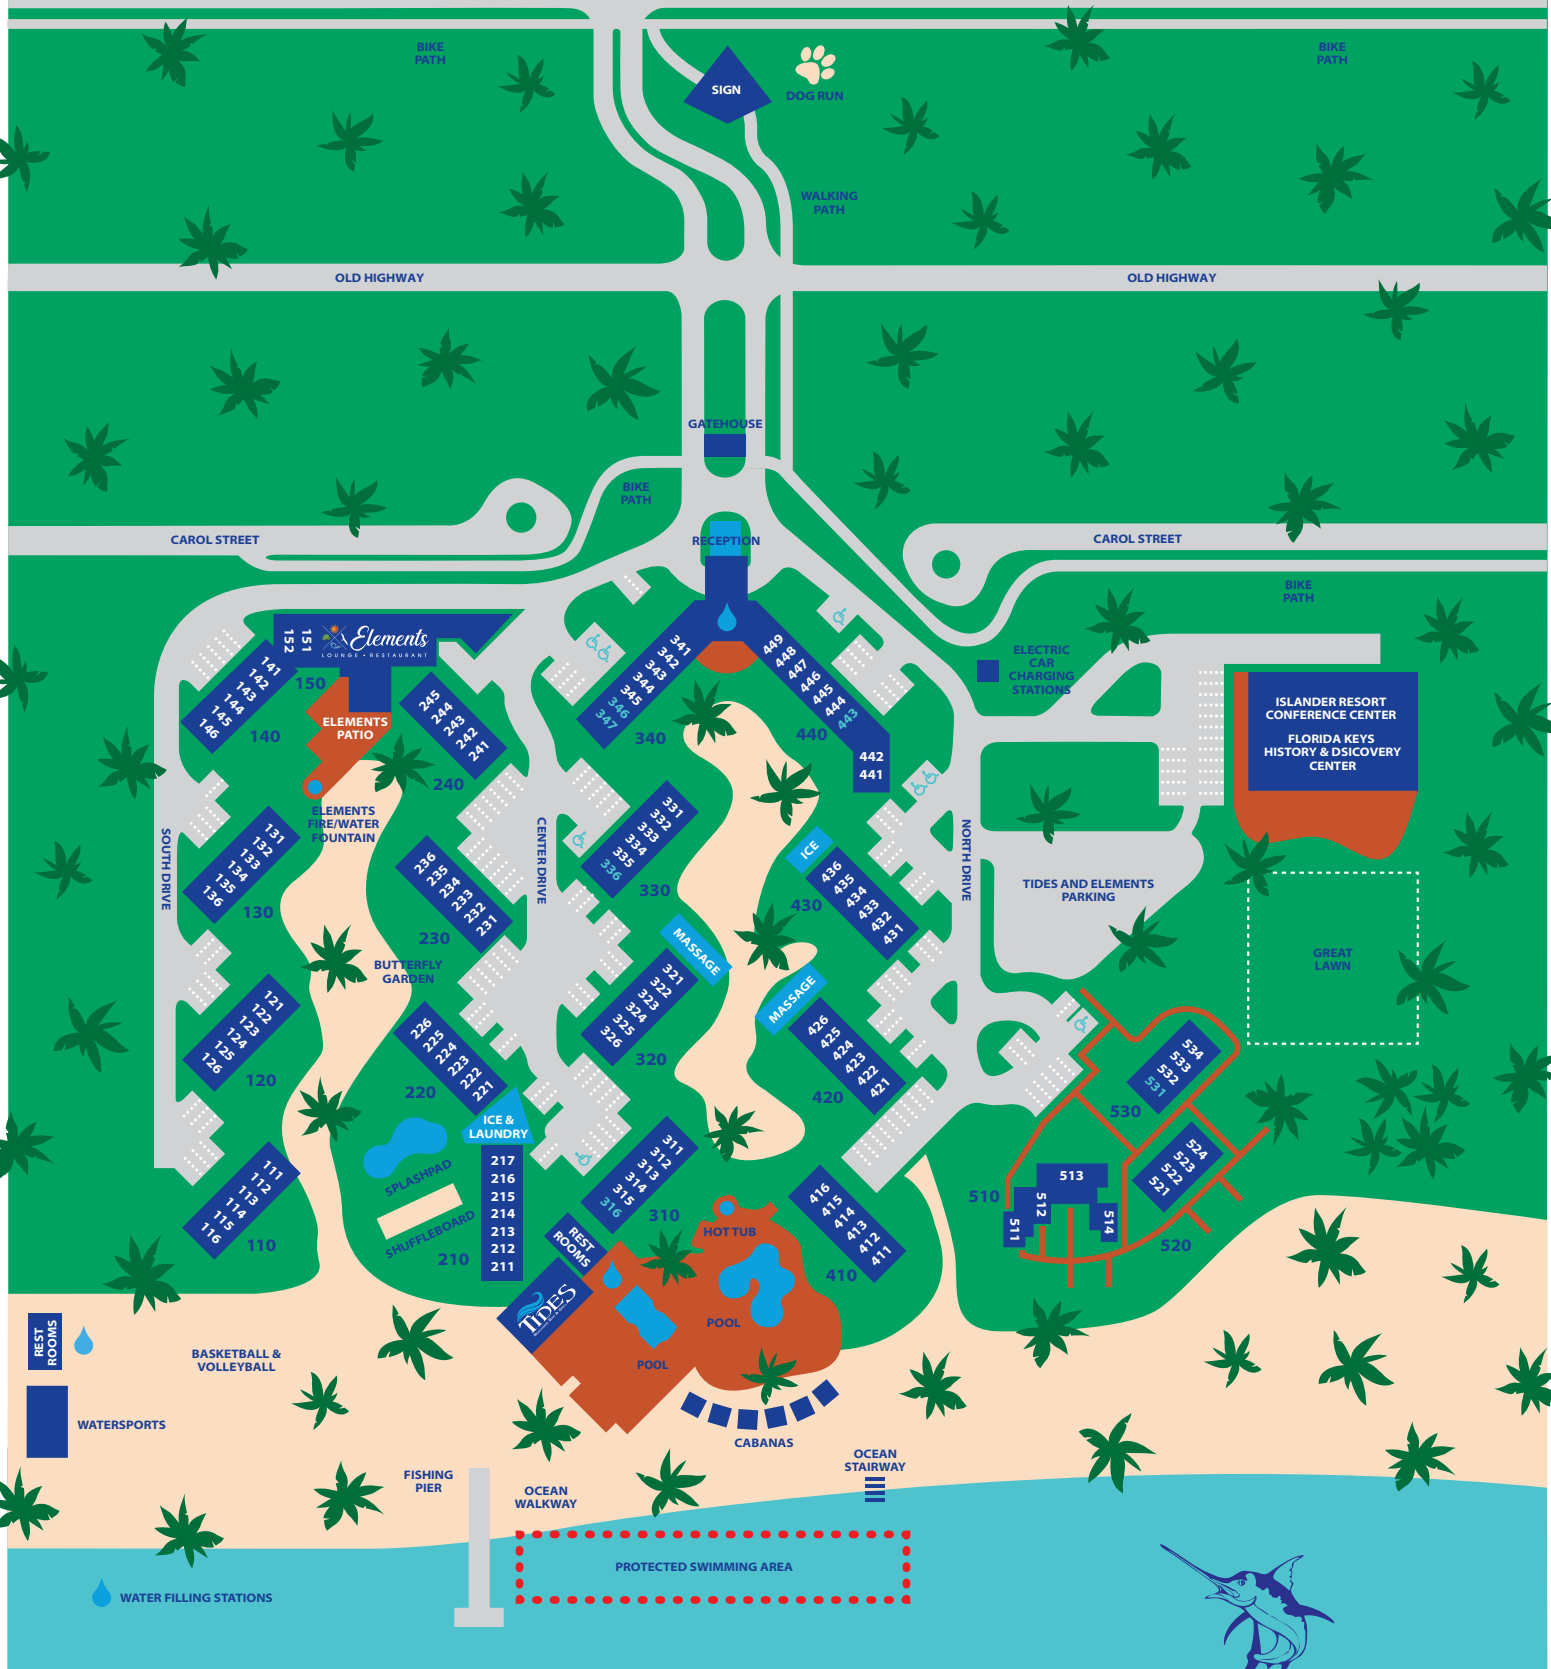 BIKE
PATH
BIKE
PATH
SIGN
DOG RUN
WALKING
PATH
OLD HIGHWAY
OLD HIGHWAY
GATEHOUSE
BIKE
PATH
CAROL STREET
RECEPTION
CAROL STREET
BIKE
PATH
152
151
Elements
LOUNGE • RESTAURANT
150
141
142
143
144
145
146
140
ELEMENTS
PATIO
245
244
243
242
241
240
341
342
343
344
345
346
347
340
449
448
447
446
445
444
443
442
441
440
ELECTRIC
CAR
CHARGING
STATIONS
ISLANDER RESORT
CONFERENCE CENTER
FLORIDA KEYS
HISTORY & DSICOVERY
CENTER
ELEMENTS
FIRE/WATER
FOUNTAIN
SOUTH DRIVE
131
132
133
134
135
136
130
236
235
234
233
232
231
230
CENTER DRIVE
331
332
333
334
335
336
330
ICE
436
435
434
433
432
431
430
NORTH DRIVE
TIDES AND ELEMENTS
PARKING
BUTTERFLY
GARDEN
MASSAGE
MASSAGE
GREAT
LAWN
121
122
123
124
125
126
120
226
225
224
223
222
221
220
321
322
323
324
325
326
320
426
425
424
423
422
421
420
534
533
532
531
530
ICE &
LAUNDRY
SPLASHPAD
SHUFFLEBOARD
111
112
113
114
115
116
110
217
216
215
214
213
212
211
210
311
312
313
314
315
316
310
416
415
414
413
412
411
410
510
513
512
511
514
524
523
522
521
520
HOT TUB
REST
ROOMS
TIDES
POOL
POOL
REST
ROOMS
BASKETBALL &
VOLLEYBALL
WATERSPORTS
CABANAS
FISHING
PIER
OCEAN
WALKWAY
OCEAN
STAIRWAY
PROTECTED SWIMMING AREA
WATER FILLING STATIONS